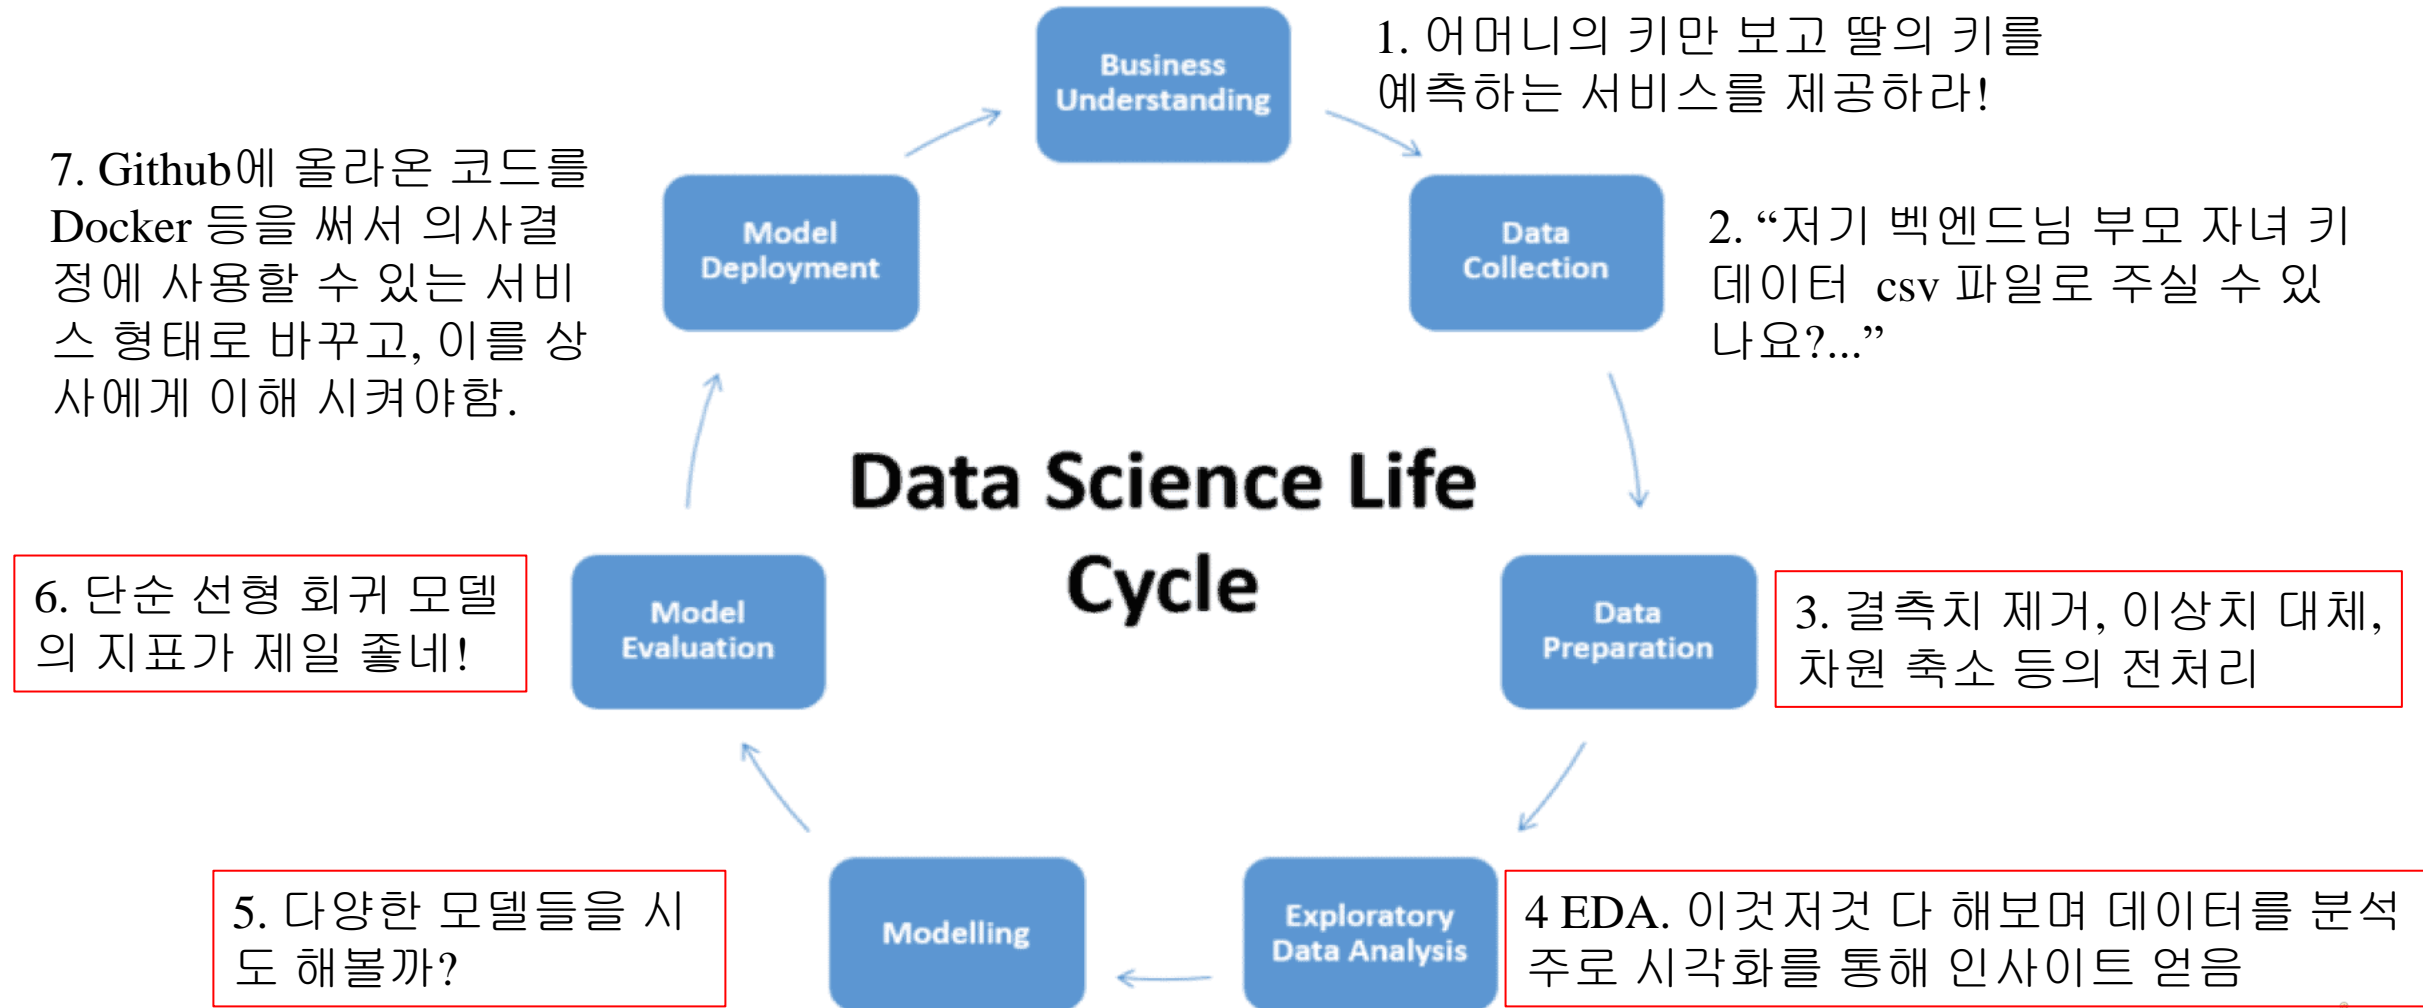 Business
Understanding
1. 어머니의 키만 보고 딸의 키를
예측하는 서비스를 제공하라!
7. Github에 올라온 코드를
Docker 등을 써서 의사결
정에 사용할 수 있는 서비
스 형태로 바꾸고, 이를 상
사에게 이해 시켜야함.
Model
Deployment
Data
Collection
2. “저기 벡엔드님 부모 자녀 키
데이터 csv 파일로 주실 수 있
나요?...”
Data Science Life
Cycle
6. 단순 선형 회귀 모델
의 지표가 제일 좋네!
Model
Evaluation
Data
Preparation
3. 결측치 제거, 이상치 대체,
차원 축소 등의 전처리
5. 다양한 모델들을 시
도 해볼까?
Modelling
Exploratory
Data Analysis
4 EDA. 이것저것 다 해보며 데이터를 분석
주로 시각화를 통해 인사이트 얻음